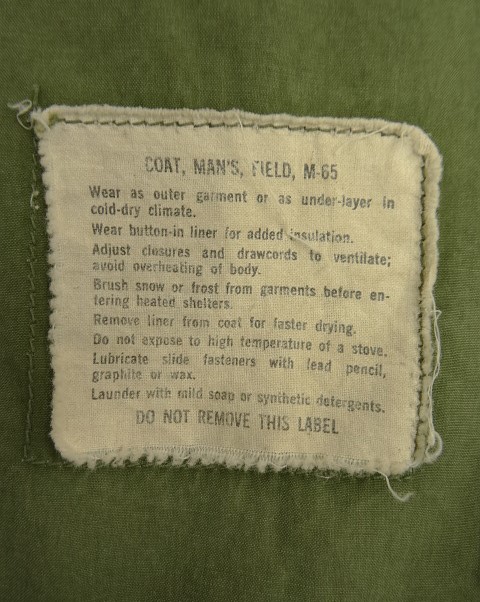 COAT, MAN'S, FIELD, M-65
Wear as outer garment or as under-layer in
cold-dry climate.
Wear button-in liner for added insulation.
Adjust closures and drawcords to ventilate;
avoid overheating of body.
Brush snow or frost from garments before en-
tering heated shelters.
Remove liner from coat for faster drying.
Do not expose to high temperature of a stove.
Lubricate slide fasteners with lead pencil,
graphite or wax.
Launder with mild soap or synthetic detergents.
DO NOT REMOVE THIS LABEL